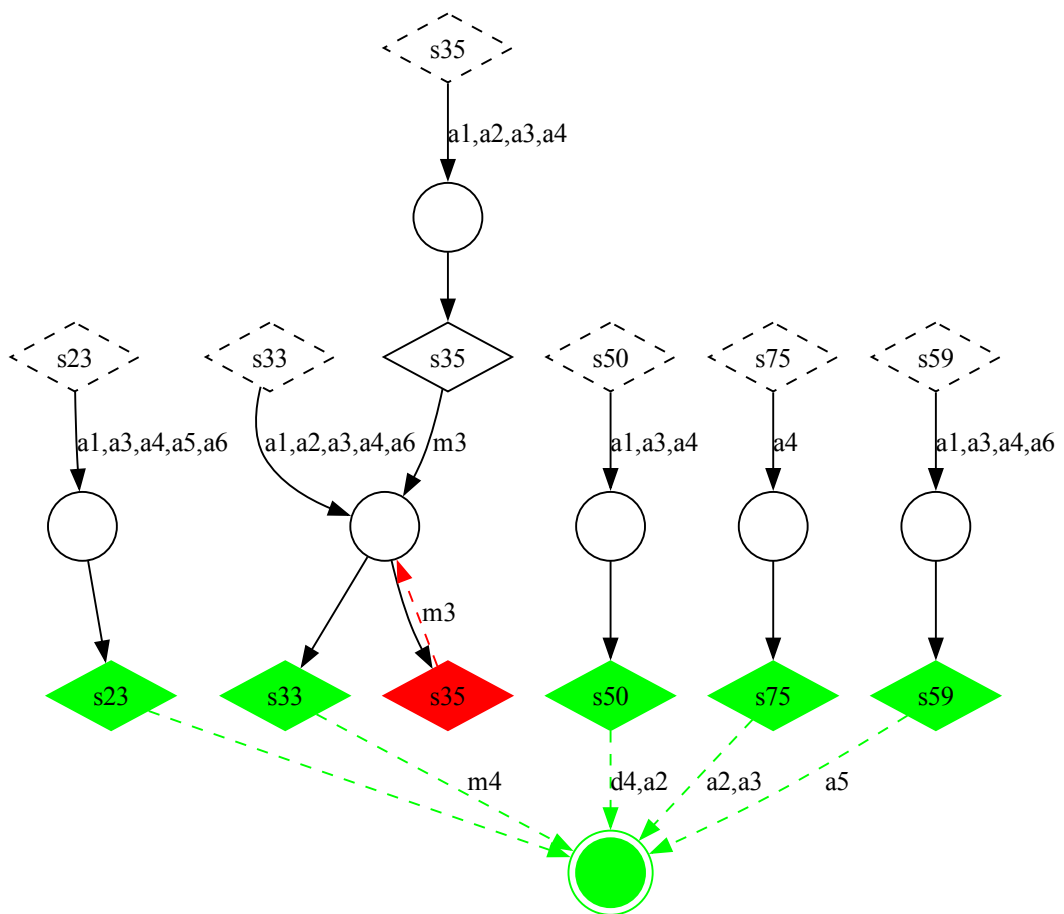 s35
a1,a2,a3,a4
s23
s33
s35
s50
s75
s59
a1,a3,a4,a5,a6
a1,a2,a3,a4,a6
m3
a1,a3,a4
a4
a1,a3,a4,a6
m3
s23
s33
s35
s50
s75
s59
m4
d4,a2
a2,a3
a5